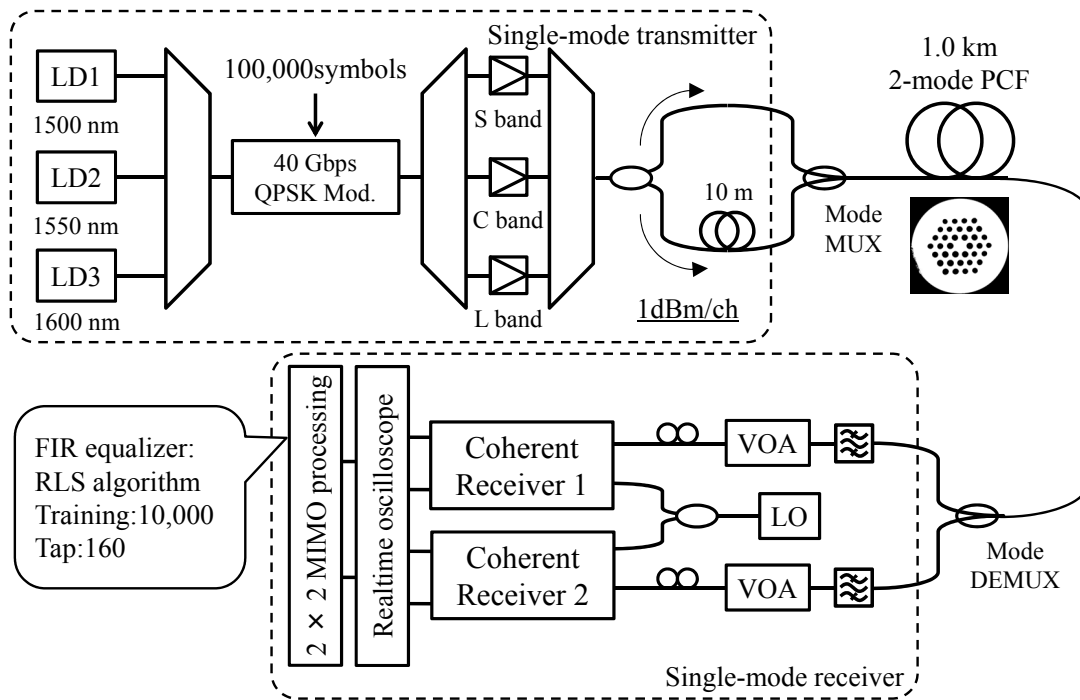 Single-mode transmitter
LD1
1500 nm
LD2
1550 nm
LD3
1600 nm
100,000symbols
40 Gbps
QPSK Mod.
S band
C band
L band
10 m
1dBm/ch
Mode
MUX
1.0 km
2-mode PCF
FIR equalizer:
RLS algorithm
Training:10,000
Tap:160
2 × 2 MIMO processing
Realtime oscilloscope
Coherent
Receiver 1
Coherent
Receiver 2
VOA
LO
VOA
Mode
DEMUX
Single-mode receiver